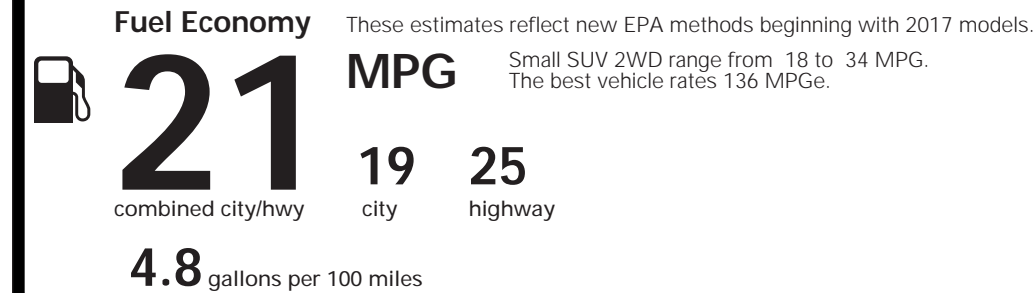 Fuel Economy
These estimates reflect new EPA methods beginning with 2017 models.
21
MPG
Small SUV 2WD range from 18 to 34 MPG.
The best vehicle rates 136 MPGe.
19 25
combined city/hwy city highway
4.8 gallons per 100 miles